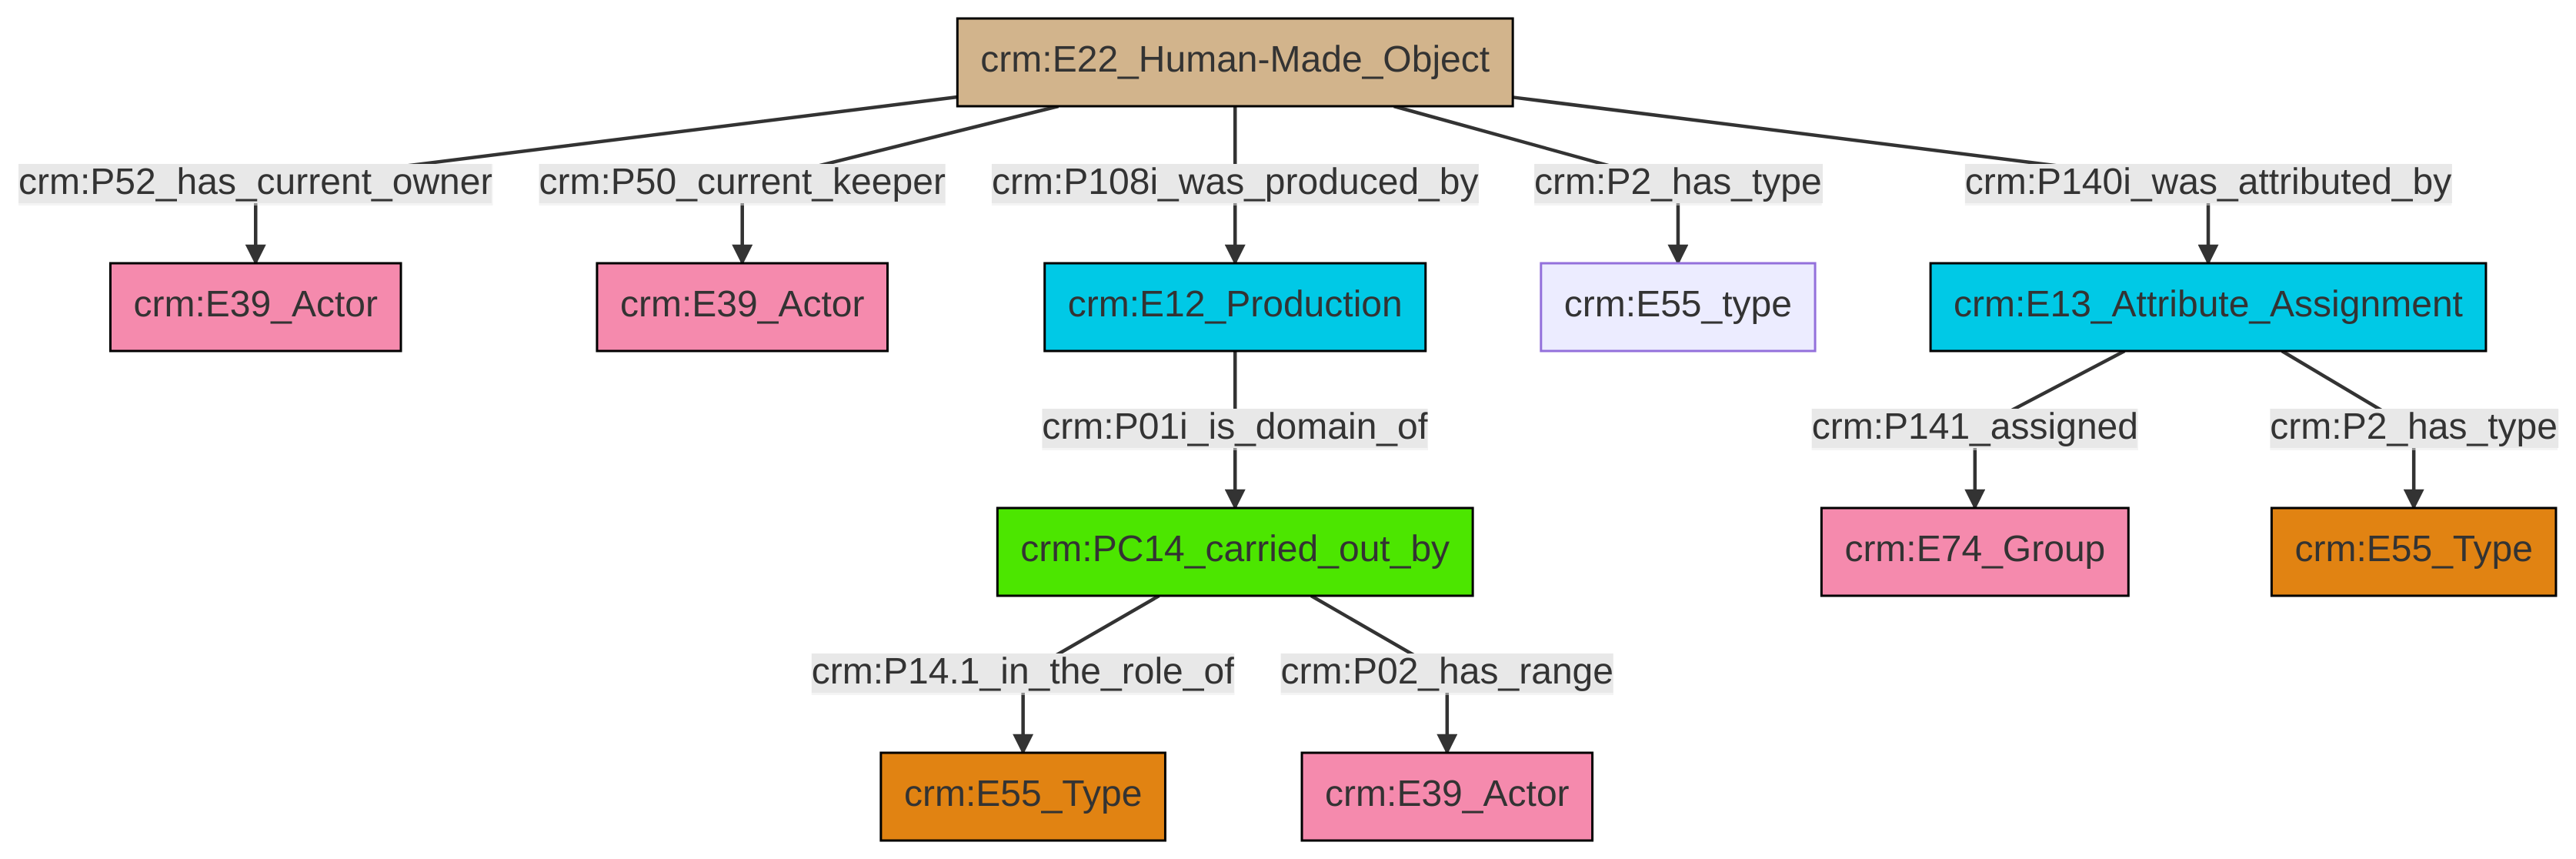 crm:E22_Human-Made_Object
crm:P52_has_current_owner
crm:P50_current_keeper
crm:P108i_was_produced_by
crm:P2_has_type
crm:P140i_was_attributed_by
crm:E39_Actor
crm:E39_Actor
crm:E12_Production
crm:E55_type
crm:E13_Attribute_Assignment
crm:P01i_is_domain_of
crm:P141_assigned
crm:P2_has_type
crm:PC14_carried_out_by
crm:E74_Group
crm:E55_Type
crm:P14.1_in_the_role_of
crm:P02_has_range
crm:E55_Type
crm:E39_Actor